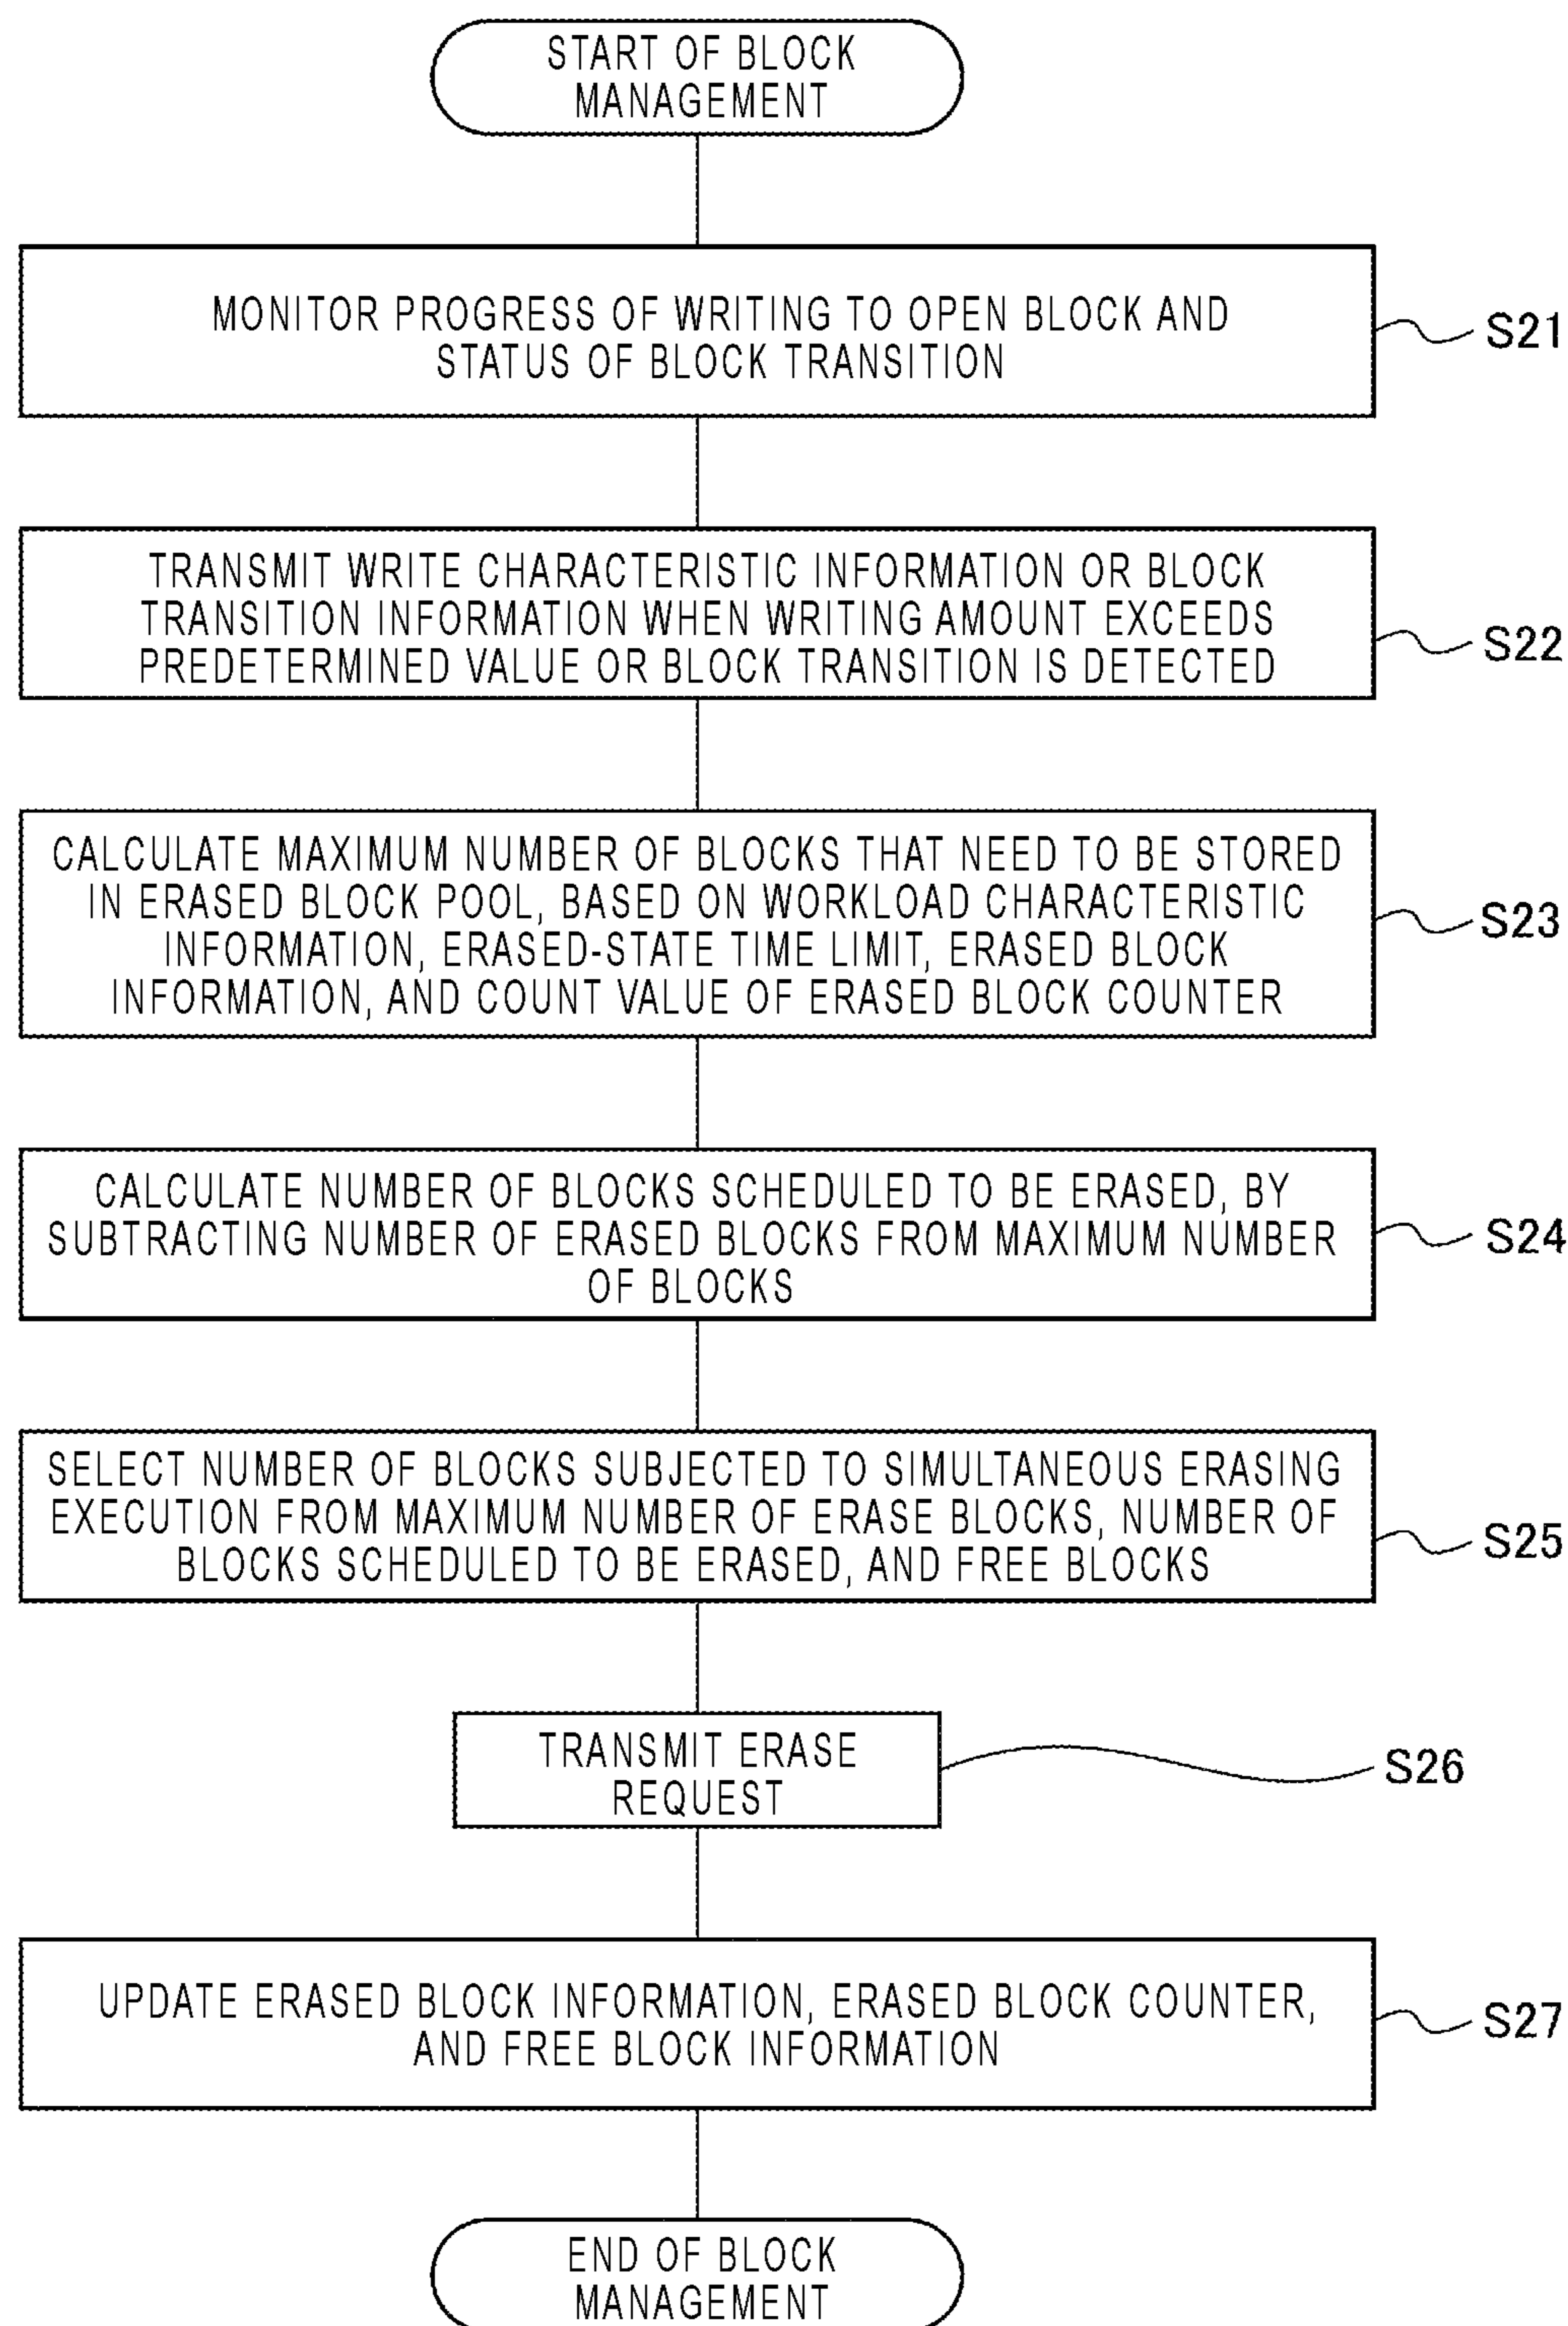 START OF BLOCK
MANAGEMENT
MONITOR PROGRESS OF WRITING TO OPEN BLOCK AND
STATUS OF BLOCK TRANSITION
S21
TRANSMIT WRITE CHARACTERISTIC INFORMATION OR BLOCK
TRANSITION INFORMATION WHEN WRITING AMOUNT EXCEEDS
PREDETERMINED VALUE OR BLOCK TRANSITION IS DETECTED
S22
CALCULATE MAXIMUM NUMBER OF BLOCKS THAT NEED TO BE STORED
IN ERASED BLOCK POOL, BASED ON WORKLOAD CHARACTERISTIC
INFORMATION, ERASED-STATE TIME LIMIT, ERASED BLOCK
INFORMATION, AND COUNT VALUE OF ERASED BLOCK COUNTER
S23
CALCULATE NUMBER OF BLOCKS SCHEDULED TO BE ERASED, BY
SUBTRACTING NUMBER OF ERASED BLOCKS FROM MAXIMUM NUMBER
OF BLOCKS
S24
SELECT NUMBER OF BLOCKS SUBJECTED TO SIMULTANEOUS ERASING
EXECUTION FROM MAXIMUM NUMBER OF ERASE BLOCKS, NUMBER OF
BLOCKS SCHEDULED TO BE ERASED, AND FREE BLOCKS
S25
TRANSMIT ERASE
REQUEST
S26
UPDATE ERASED BLOCK INFORMATION, ERASED BLOCK COUNTER,
AND FREE BLOCK INFORMATION
S27
END OF BLOCK
MANAGEMENT